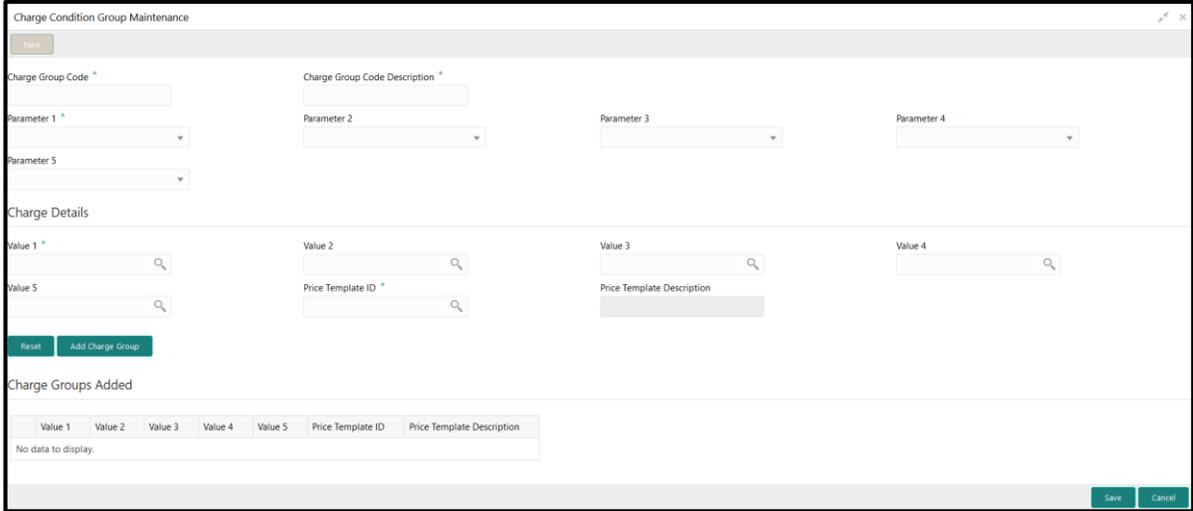 Charge Condition Group Maintenance
New
Charge Group Code * Charge Group Code Description *
Parameter 1 * Parameter 2 Parameter 3 Parameter 4
Parameter 5
Charge Details
Value 1 * Value 2 Value 3 Value 4
Value 5 Price Template ID * Price Template Description
Reset Add Charge Group
Charge Groups Added
Value 1 Value 2 Value 3 Value 4 Value 5 Price Template ID Price Template Description
No data to display.
Save Cancel